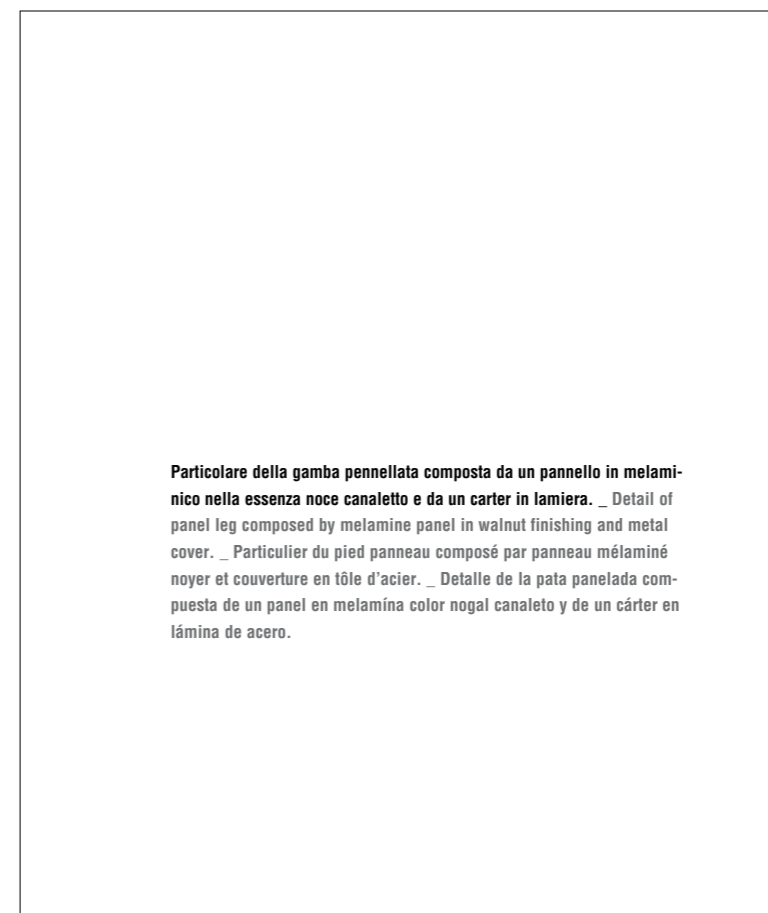 Particolare della gamba pennellata composta da un pannello in melami-
nico nella essenza noce canaletto e da un carter in lamiera. _ Detail of
panel leg composed by melamine panel in walnut finishing and metal
cover. _ Particulier du pied panneau composé par panneau mélaminé
noyer et couverture en tôle d’acier. _ Detalle de la pata panelada com-
puesta de un panel en melamína color nogal canaleto y de un cárter en
lámina de acero.